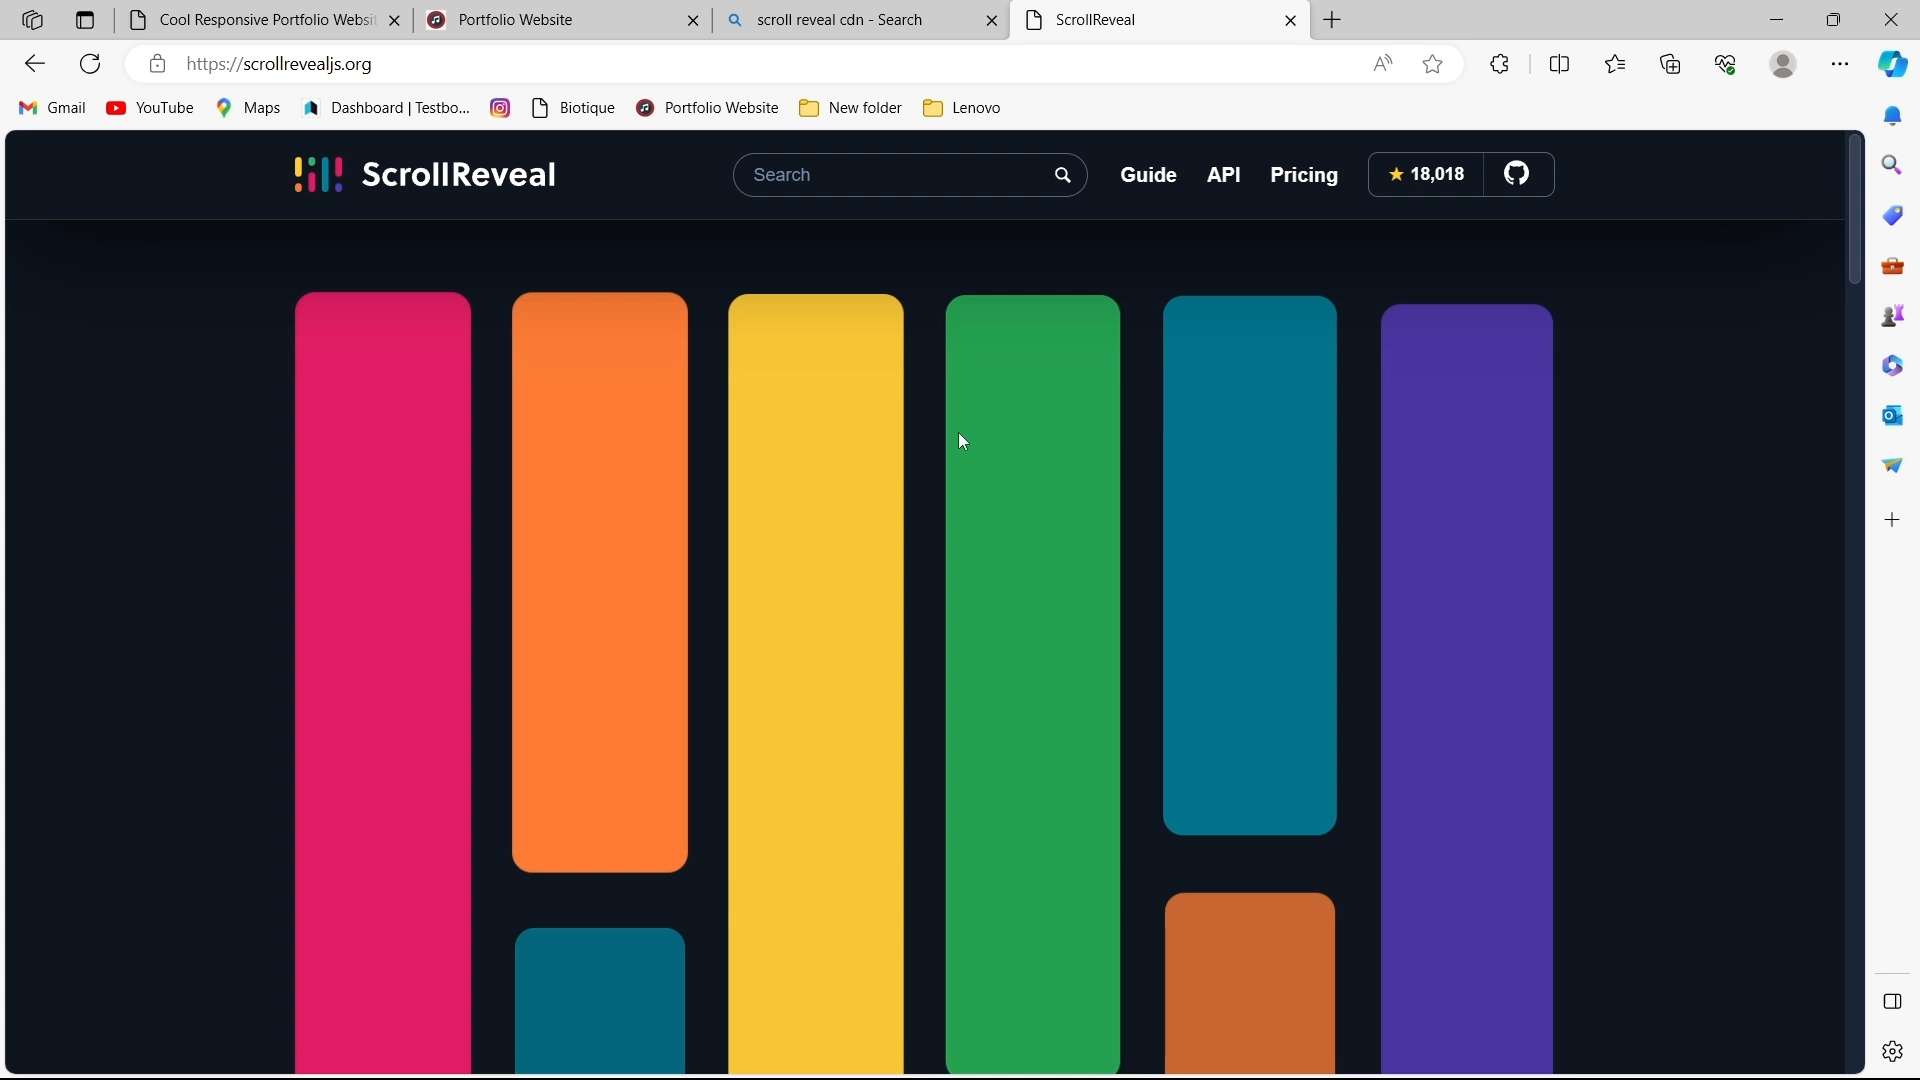 Cool Responsive Portfolio Websi
Portfolio Website
scroll reveal cdn - Search
ScrollReveal
https://scrollrevealjs.org
Gmail
YouTube
Maps
Dashboard | Testbo...
Biotique
Portfolio Website
New folder
Lenovo
ScrollReveal
Search
Guide
API
Pricing
18,018